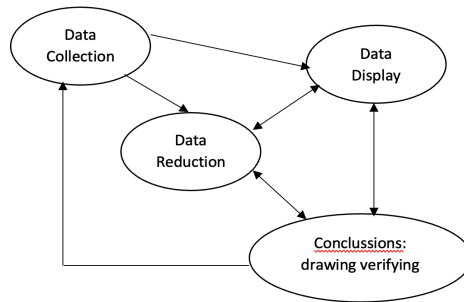 Data
Collection
Data
Display
Data
Reduction
Conclussions:
drawing verifying